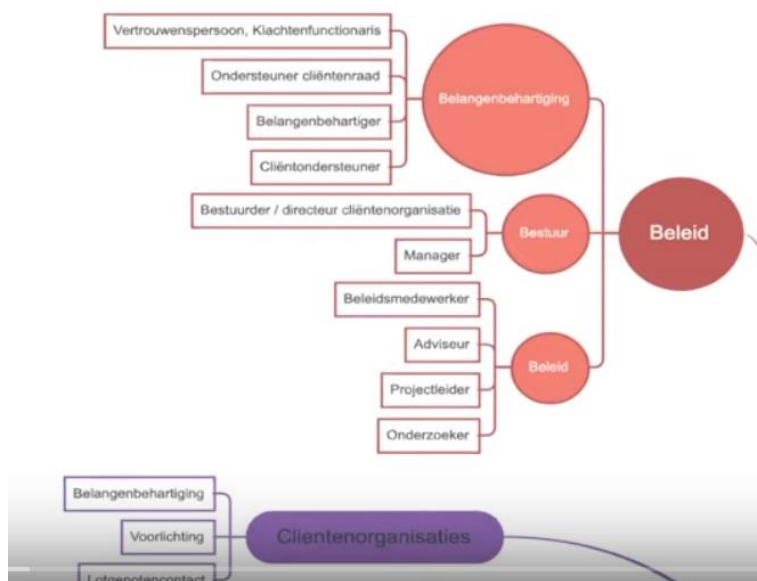 Vertrouwenspersoon, Klachtenfunctionaris
Ondersteuner cliëntenraad
Belangenbehartiger
Cliëntondersteuner
Belangenbehartiging
Bestuurder / directeur cliëntenorganisatie
Manager
Bestuur
Beleid
Beleidsmedewerker
Adviseur
Projectleider
Onderzoeker
Beleid
Belangenbehartiging
Voorlichting
Lotgenotencontact
Clientenorganisaties